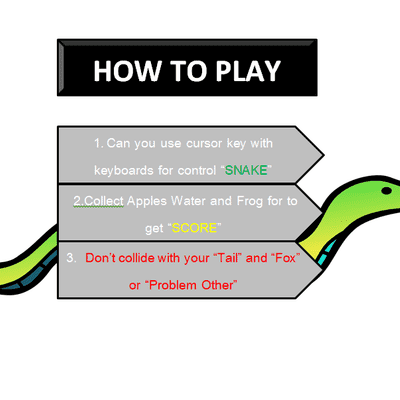 HOW TO PLAY
1. Can you use cursor key with
keyboards for control “SNAKE”
2.Collect Apples Water and Frog for to
get “SCORE”
3. Don’t collide with your “Tail” and “Fox”
or “Problem Other”